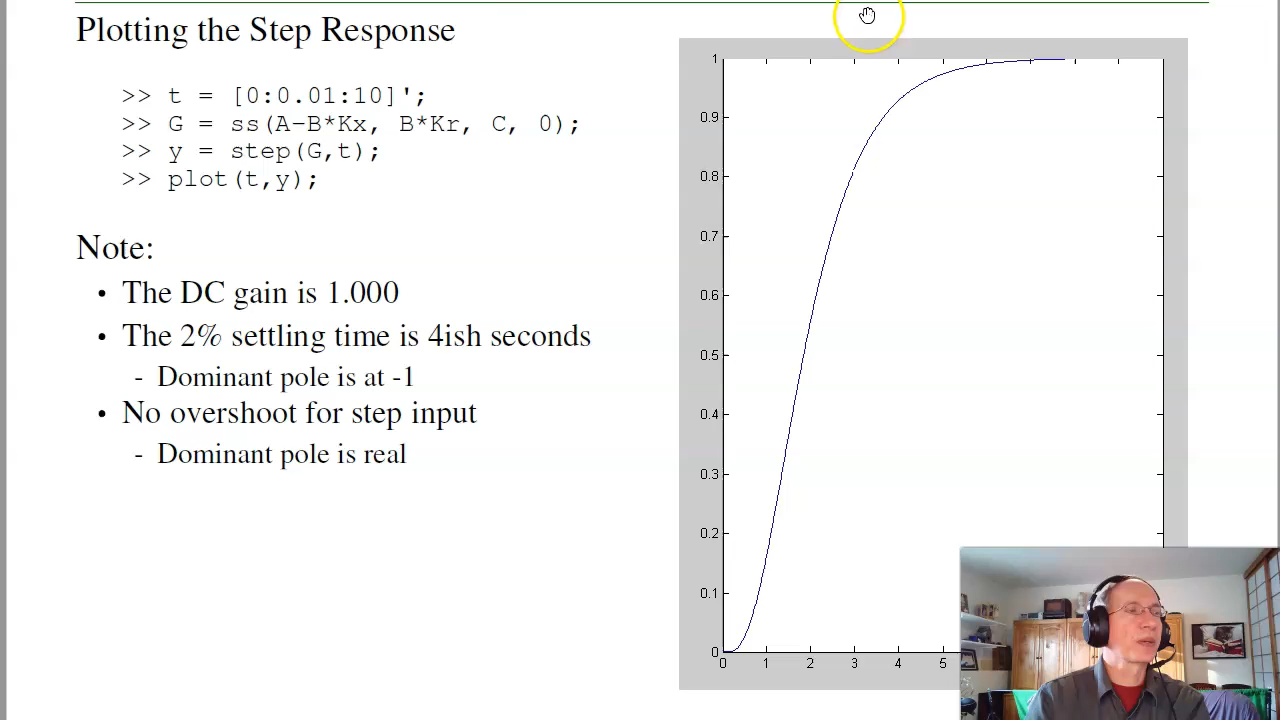 Plotting the Step Response
>> t = [0:0.01:10]';
>> G = ss(A-B*Kx, B*Kr, C, 0);
>> y = step(G,t);
>> plot(t,y);
Note:
• The DC gain is 1.000
• The 2% settling time is 4ish seconds
- Dominant pole is at -1
• No overshoot for step input
- Dominant pole is real
1
0.9
0.8
0.7
0.6
0.5
0.4
0.3
0.2
0.1
0
0 1 2 3 4 5